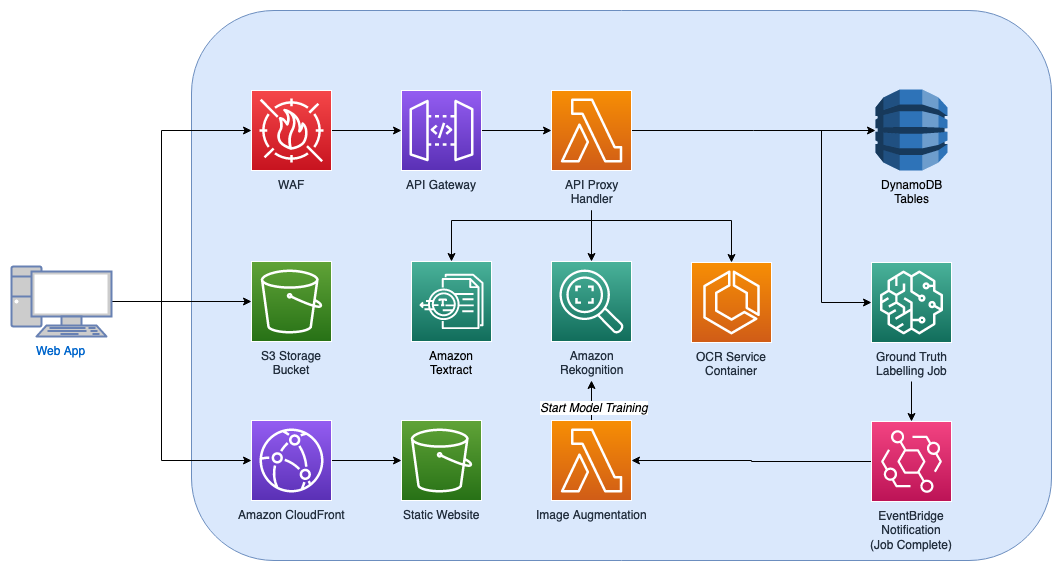 WAF
API Gateway
API Proxy
Handler
DynamoDB
Tables
Web App
S3 Storage
Bucket
Amazon
Textract
Amazon
Rekognition
OCR Service
Container
Ground Truth
Labelling Job
Start Model Training
Amazon CloudFront
Static Website
Image Augmentation
EventBridge
Notification
(Job Complete)